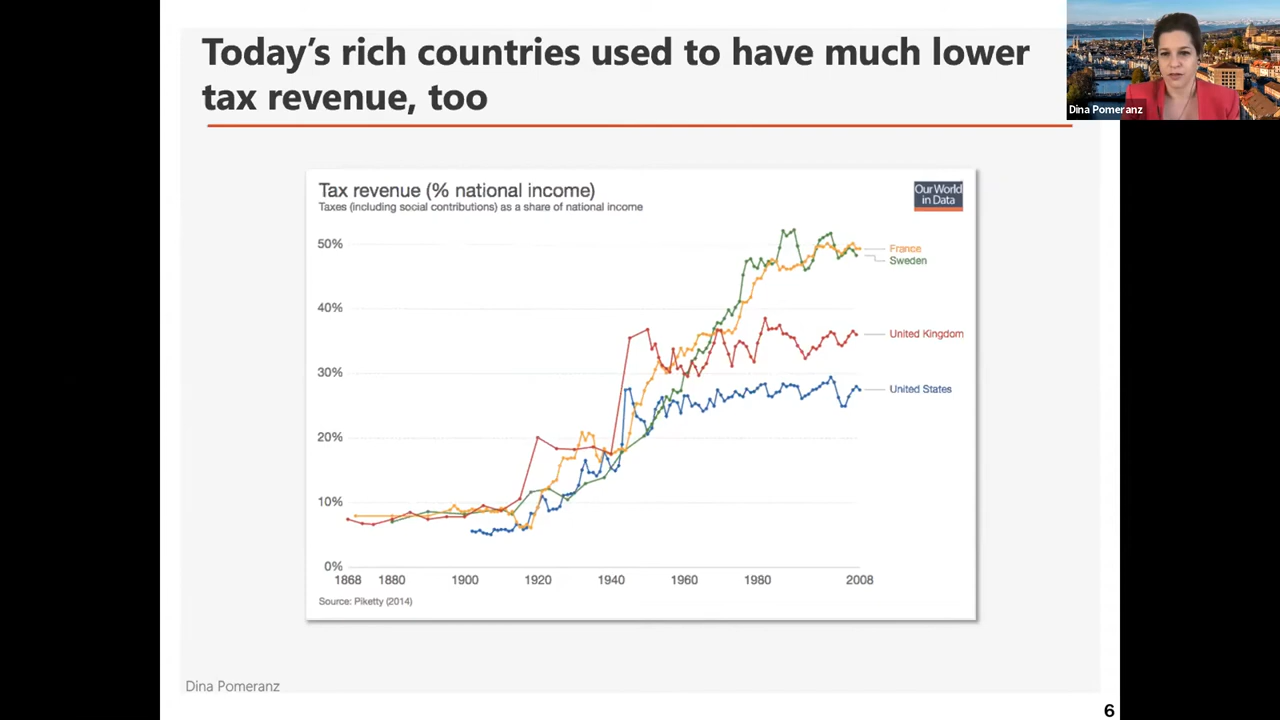 Today's rich countries used to have much lower
tax revenue, too
Dina Pomeranz
Tax revenue (% national income)
Taxes (including social contributions) as a share of national income
Our World
in Data
50%
40%
30%
20%
10%
0%
France
Sweden
United Kingdom
United States
1868 1880 1900 1920 1940 1960 1980 2008
Source: Piketty (2014)
Dina Pomeranz
6